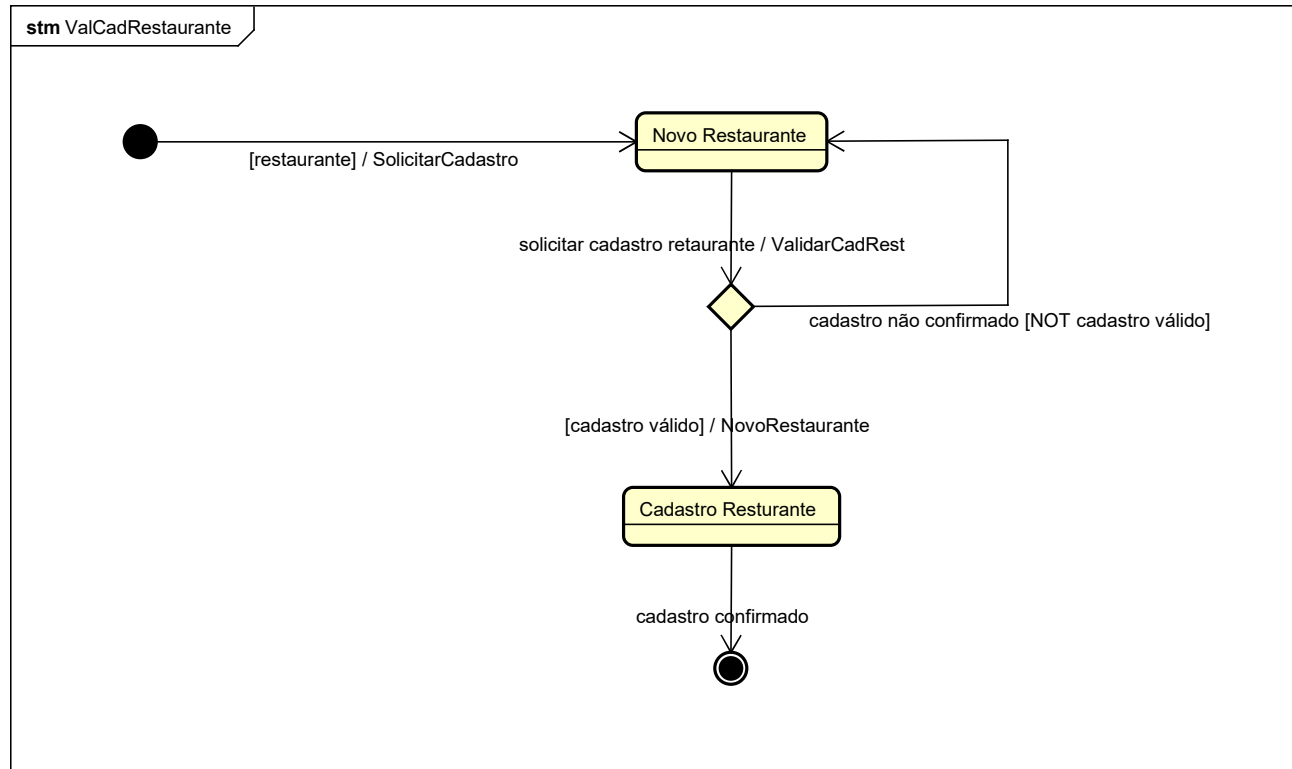 stm ValCadRestaurante
Novo Restaurante
[restaurante] / SolicitarCadastro
solicitar cadastro retaurante / ValidarCadRest
cadastro não confirmado [NOT cadastro válido]
[cadastro válido] / NovoRestaurante
Cadastro Resturante
cadastro confirmado